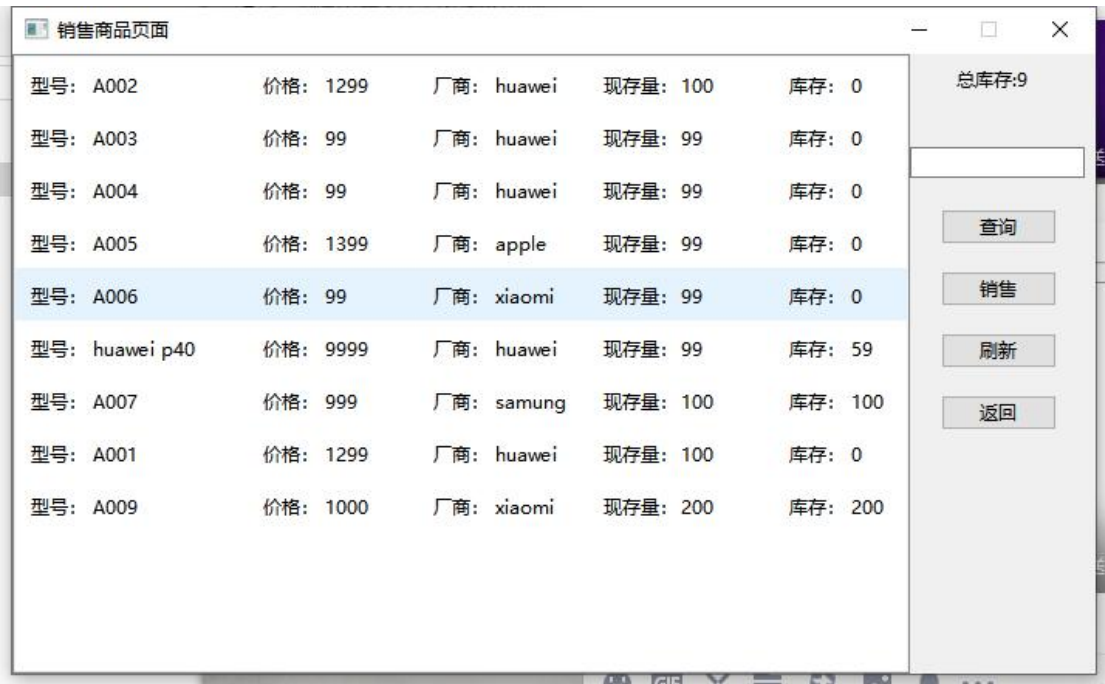 销售商品页面
型号： A002 价格： 1299 厂商： huawei 现存量： 100 库存： 0
型号： A003 价格： 99 厂商： huawei 现存量： 99 库存： 0
型号： A004 价格： 99 厂商： huawei 现存量： 99 库存： 0
型号： A005 价格： 1399 厂商： apple 现存量： 99 库存： 0
型号： A006 价格： 99 厂商： xiaomi 现存量： 99 库存： 0
型号： huawei p40 价格： 9999 厂商： huawei 现存量： 99 库存： 59
型号： A007 价格： 999 厂商： samung 现存量： 100 库存： 100
型号： A001 价格： 1299 厂商： huawei 现存量： 100 库存： 0
型号： A009 价格： 1000 厂商： xiaomi 现存量： 200 库存： 200
总库存:9
查询
销售
刷新
返回